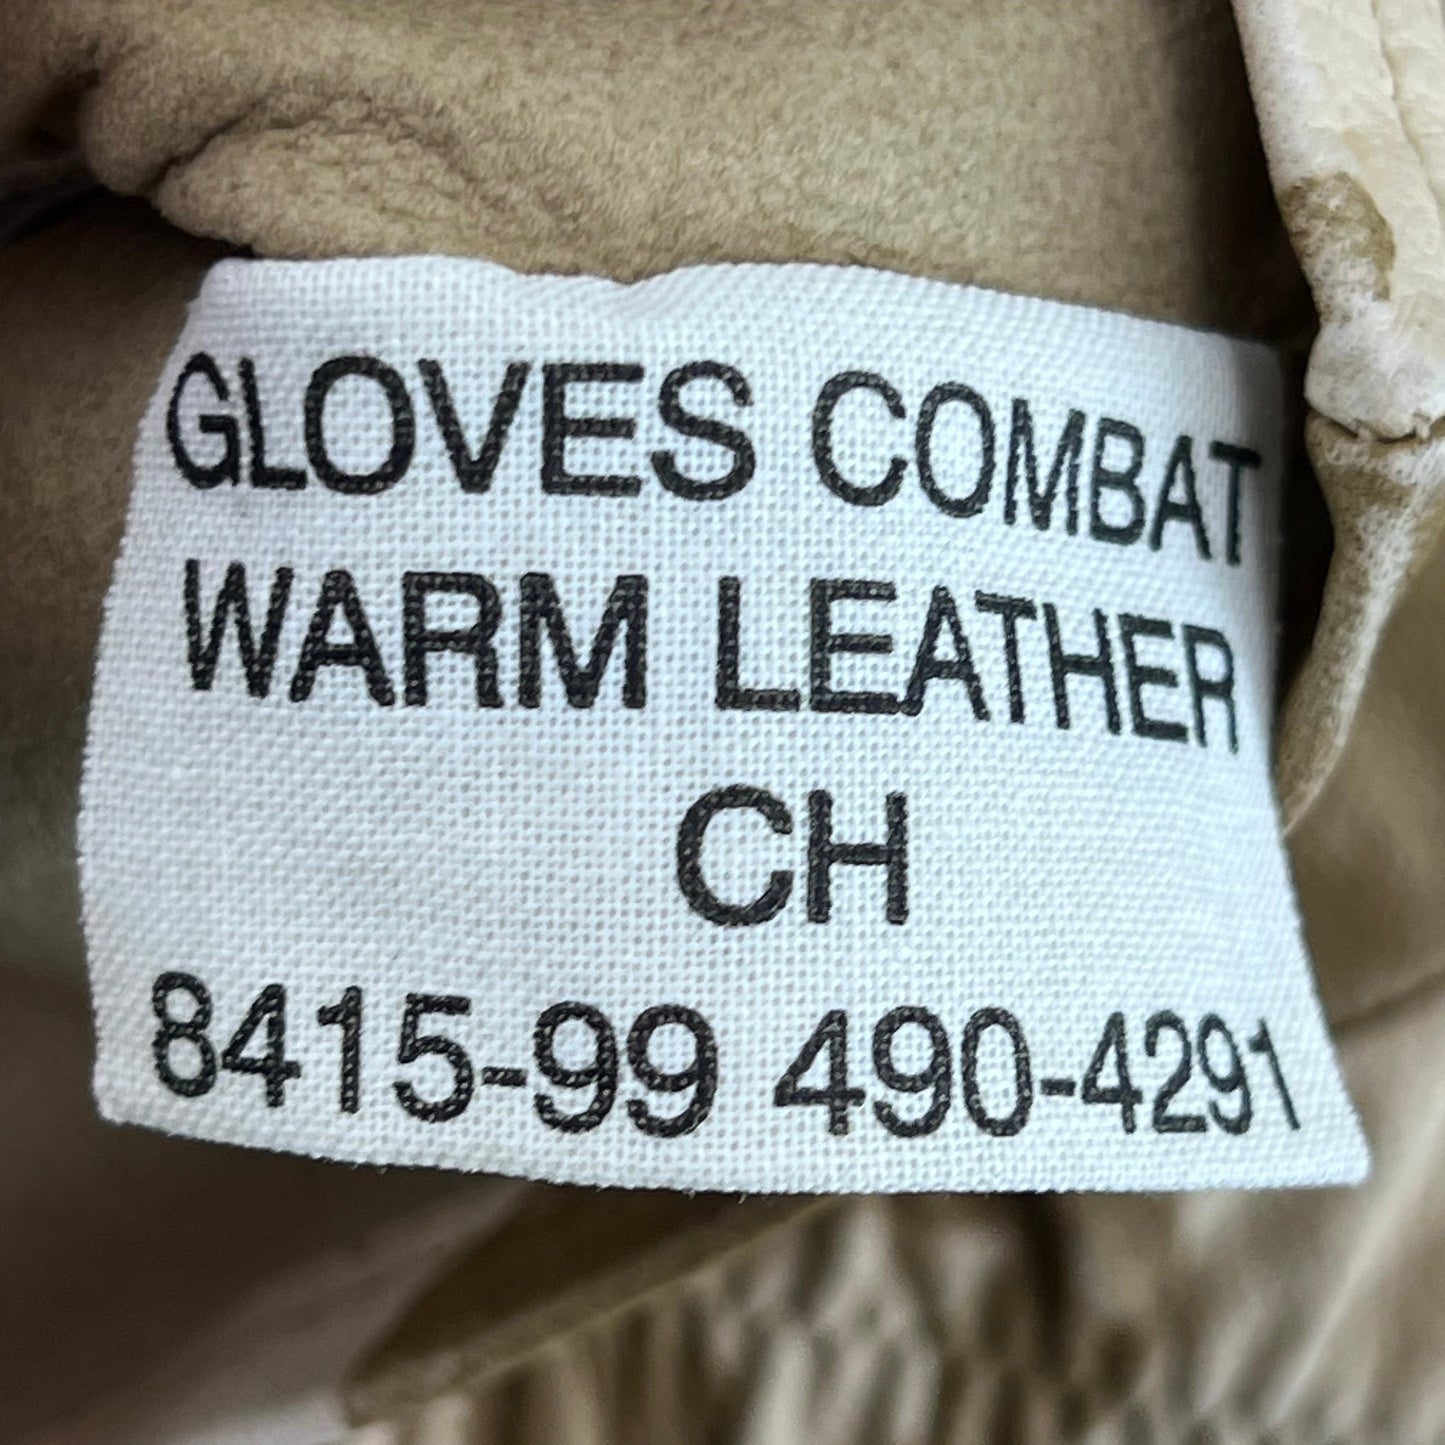 GLOVES COMBAT
WARM LEATHER
CH
8415-99 490-4291